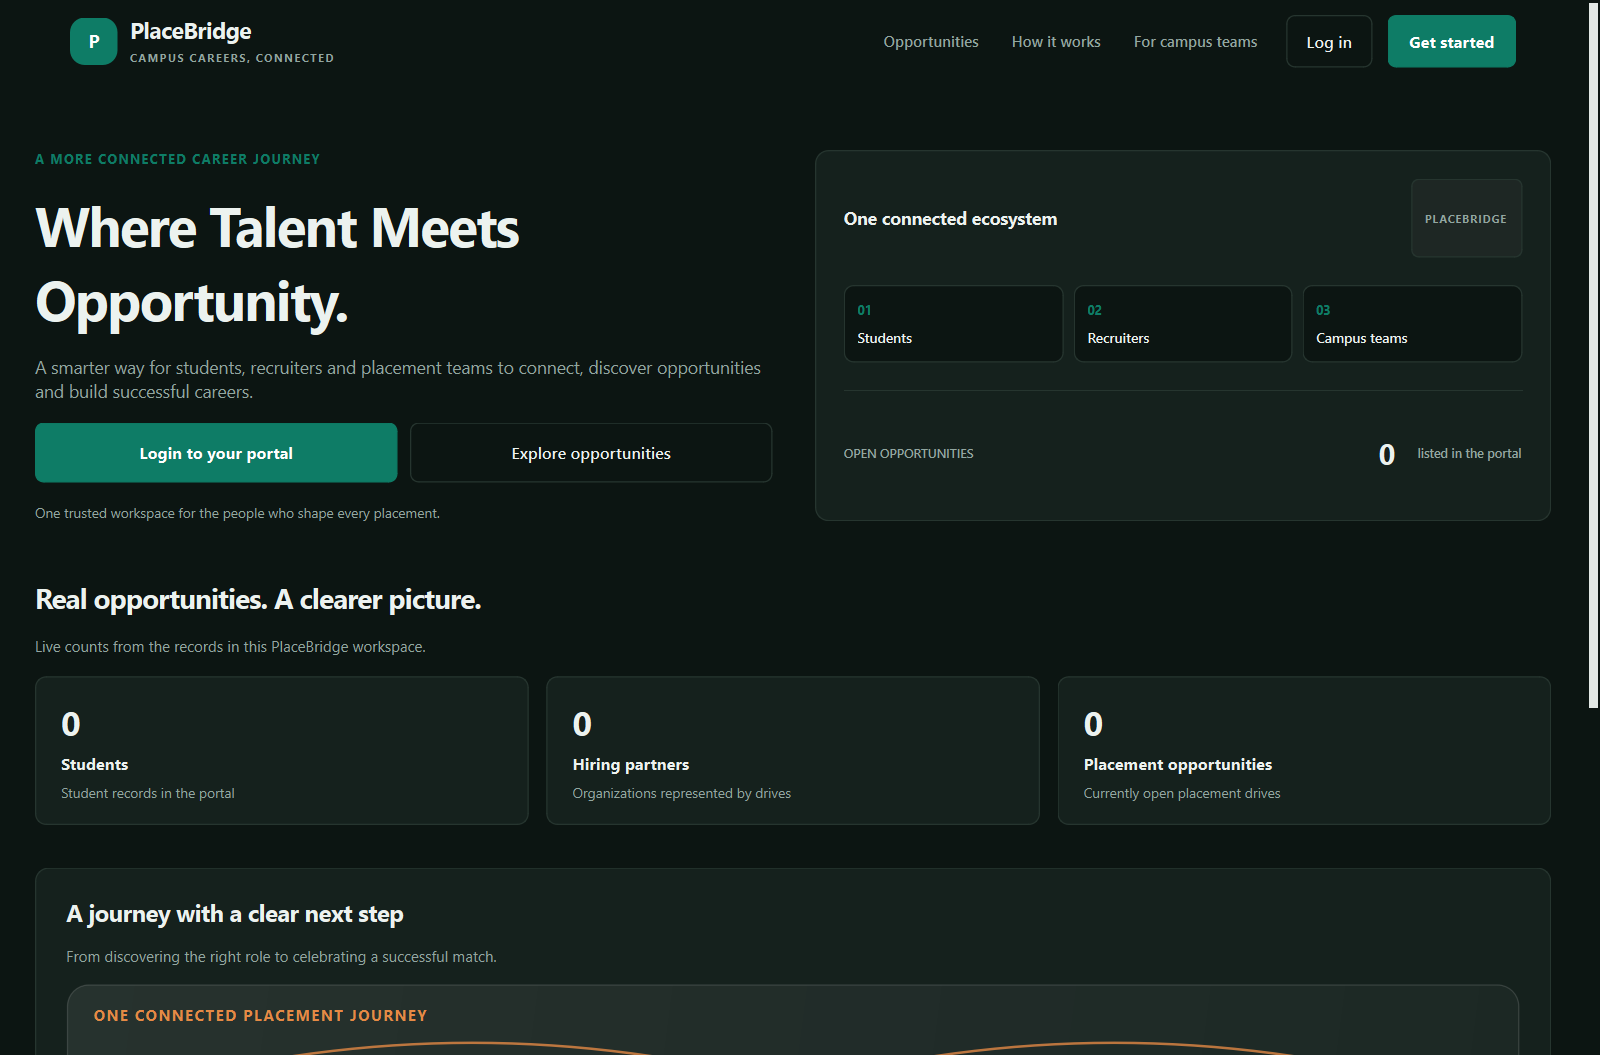 P
PlaceBridge
CAMPUS CAREERS, CONNECTED
Opportunities
How it works
For campus teams
Log in
Get started
A MORE CONNECTED CAREER JOURNEY
Where Talent Meets
Opportunity.
A smarter way for students, recruiters and placement teams to connect, discover opportunities
and build successful careers.
Login to your portal
Explore opportunities
One trusted workspace for the people who shape every placement.
One connected ecosystem
PLACEBRIDGE
01
Students
02
Recruiters
03
Campus teams
OPEN OPPORTUNITIES
0 listed in the portal
Real opportunities. A clearer picture.
Live counts from the records in this PlaceBridge workspace.
0
Students
Student records in the portal
0
Hiring partners
Organizations represented by drives
0
Placement opportunities
Currently open placement drives
A journey with a clear next step
From discovering the right role to celebrating a successful match.
ONE CONNECTED PLACEMENT JOURNEY